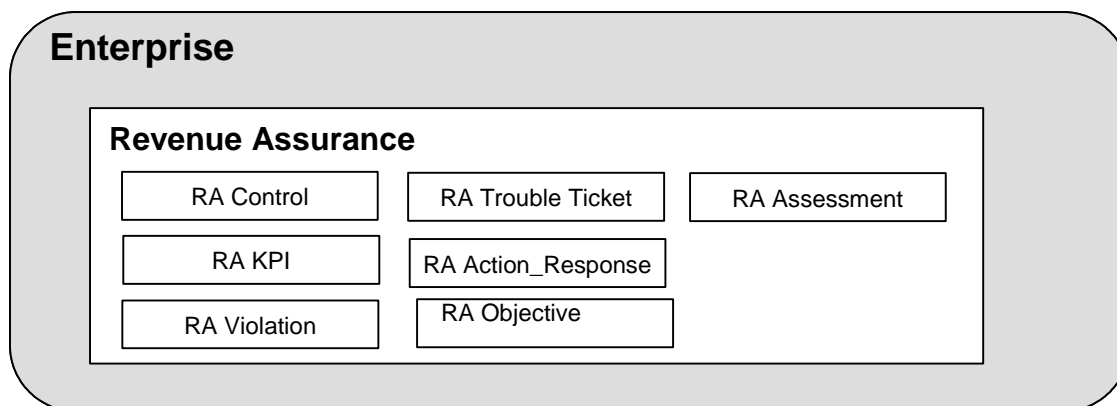 Enterprise
Revenue Assurance
RA Control
RA Trouble Ticket
RA Assessment
RA KPI
RA Action_Response
RA Violation
RA Objective